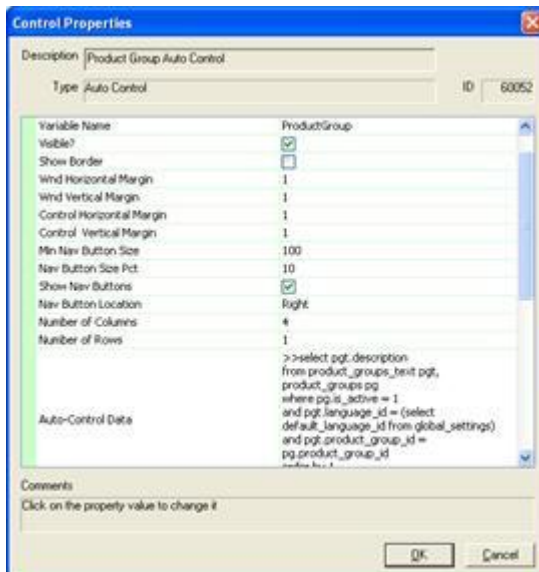 Control Properties
Description Product Group Auto Control
Type Auto Control ID 60052
Variable Name ProductGroup
Visible?
Show Border
Wnd Horizontal Margin 1
Wnd Vertical Margin 1
Control Horizontal Margin 1
Control Vertical Margin 1
Min Nav Button Size 100
Nav Button Size Pct 10
Show Nav Buttons
Nav Button Location Right
Number of Columns 4
Number of Rows 1
>>select pgt.description
from product_groups_text pgt,
product_groups pg
where pg.is_active = 1
Auto-Control Data and pgt.language_id = (select
default_language_id from global_settings)
and pgt.product_group_id =
pg.product_group_id
order by 1
Comments
Click on the property value to change it
OK Cancel